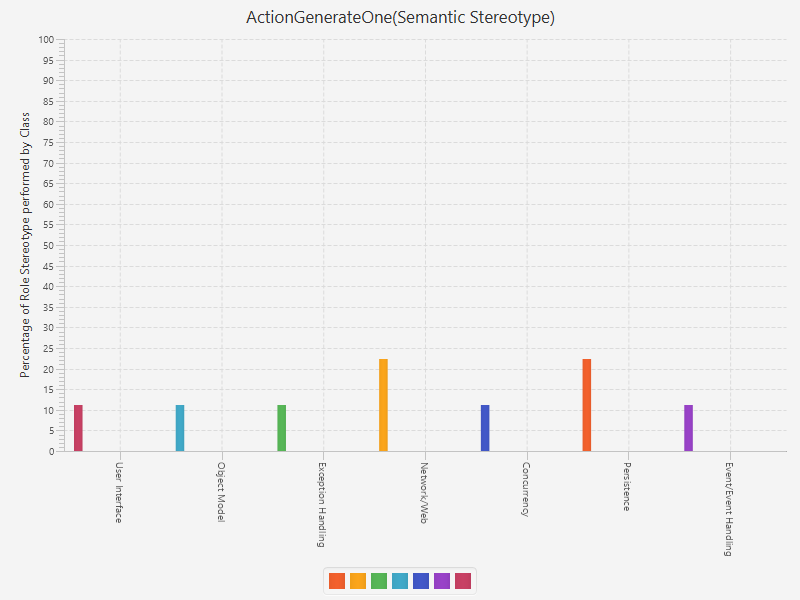 ActionGenerateOne(Semantic Stereotype)
Percentage of Role Stereotype performed by Class
100
95
90
85
80
75
70
65
60
55
50
45
40
35
30
25
20
15
10
5
0
User Interface
Object Model
Exception Handling
Network/Web
Concurrency
Persistence
Event/Event Handling